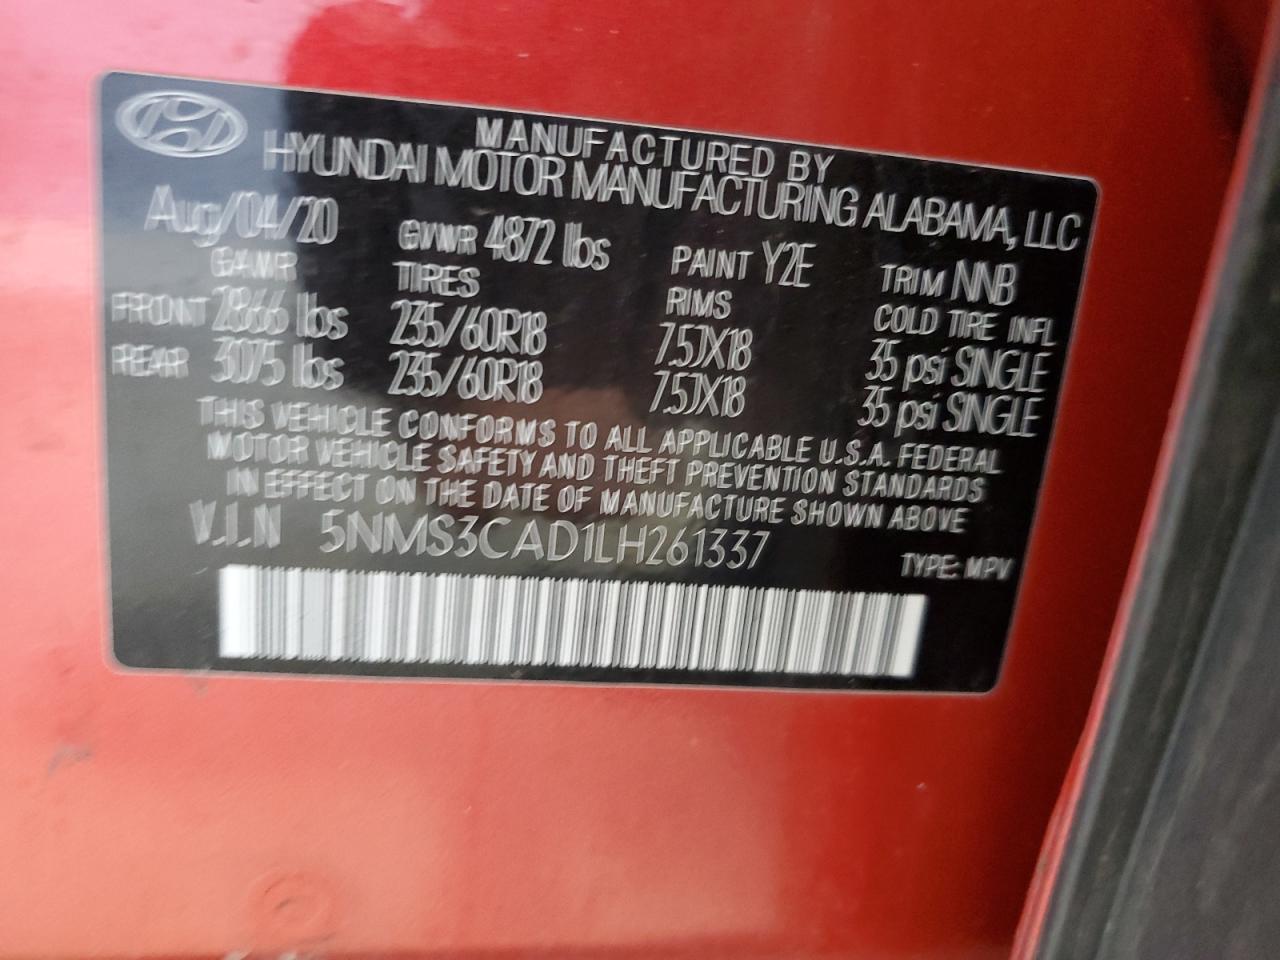 MANUFACTURED BY
HYUNDAI MOTOR MANUFACTURING ALABAMA, LLC
Aug/04/20 GVWR 4872 lbs PAINT Y2E TRIM NNB
GAWR TIRES RIMS COLD TIRE INFL
FRONT 2866 lbs 235/60R18 7.5JX18 35 psi SINGLE
REAR 3075 lbs 235/60R18 7.5JX18 35 psi SINGLE
THIS VEHICLE CONFORMS TO ALL APPLICABLE U.S.A. FEDERAL
MOTOR VEHICLE SAFETY AND THEFT PREVENTION STANDARDS
IN EFFECT ON THE DATE OF MANUFACTURE SHOWN ABOVE
V.I.N 5NMS3CAD1LH261337 TYPE: MPV